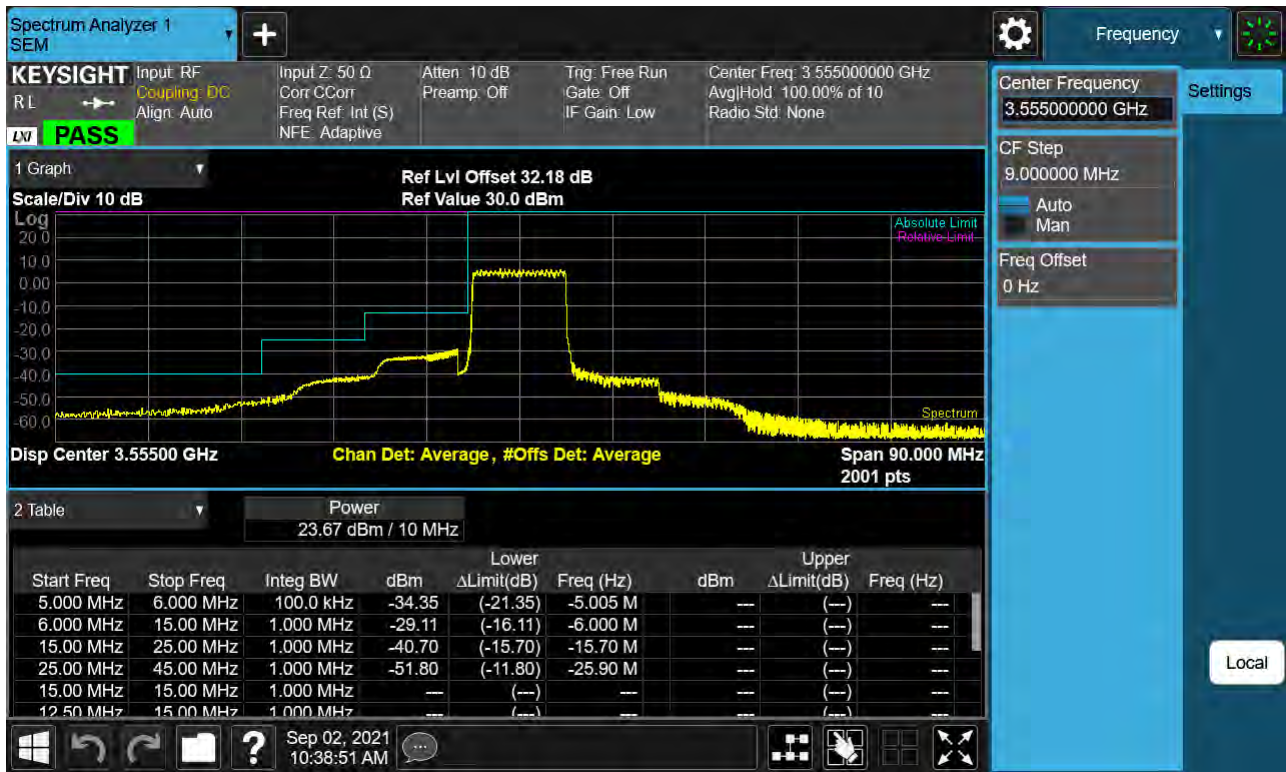 Spectrum Analyzer 1
SEM
Frequency
KEYSIGHT
R L
LXI
PASS
Input: RF
Coupling: DC
Align: Auto
Input Z: 50 Ω
Corr CCorr
Freq Ref: Int (S)
NFE: Adaptive
Atten: 10 dB
Preamp: Off
Trig: Free Run
Gate: Off
IF Gain: Low
Center Freq: 3.555000000 GHz
Avg|Hold: 100.00% of 10
Radio Std: None
Center Frequency
3.555000000 GHz
Settings
CF Step
9.000000 MHz
Auto
Man
Freq Offset
0 Hz
Local
1 Graph
Scale/Div 10 dB
Ref Lvl Offset 32.18 dB
Ref Value 30.0 dBm
Log
20.0
10.0
0.00
-10.0
-20.0
-30.0
-40.0
-50.0
-60.0
Absolute Limit
Relative Limit
Spectrum
Disp Center 3.55500 GHz
Chan Det: Average, #Offs Det: Average
Span 90.000 MHz
2001 pts
2 Table
Power
23.67 dBm / 10 MHz
Lower Upper
Start Freq Stop Freq Integ BW dBm ΔLimit(dB) Freq (Hz) dBm ΔLimit(dB) Freq (Hz)
5.000 MHz 6.000 MHz 100.0 kHz -34.35 (-21.35) -5.005 M --- (---) ---
6.000 MHz 15.00 MHz 1.000 MHz -29.11 (-16.11) -6.000 M --- (---) ---
15.00 MHz 25.00 MHz 1.000 MHz -40.70 (-15.70) -15.70 M --- (---) ---
25.00 MHz 45.00 MHz 1.000 MHz -51.80 (-11.80) -25.90 M --- (---) ---
15.00 MHz 15.00 MHz 1.000 MHz --- (---) --- --- (---) ---
12.50 MHz 15.00 MHz 1.000 MHz --- (---) --- --- (---) ---
?
Sep 02, 2021
10:38:51 AM